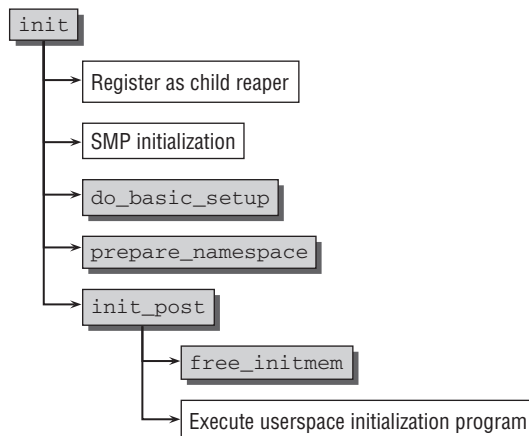 init
Register as child reaper
SMP initialization
do_basic_setup
prepare_namespace
init_post
free_initmem
Execute userspace initialization program